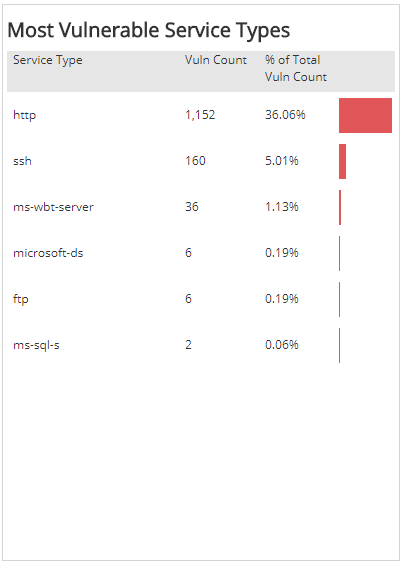 Most Vulnerable Service Types
Service Type Vuln Count % of Total
Vuln Count
http 1,152 36.06%
ssh 160 5.01%
ms-wbt-server 36 1.13%
microsoft-ds 6 0.19%
ftp 6 0.19%
ms-sql-s 2 0.06%